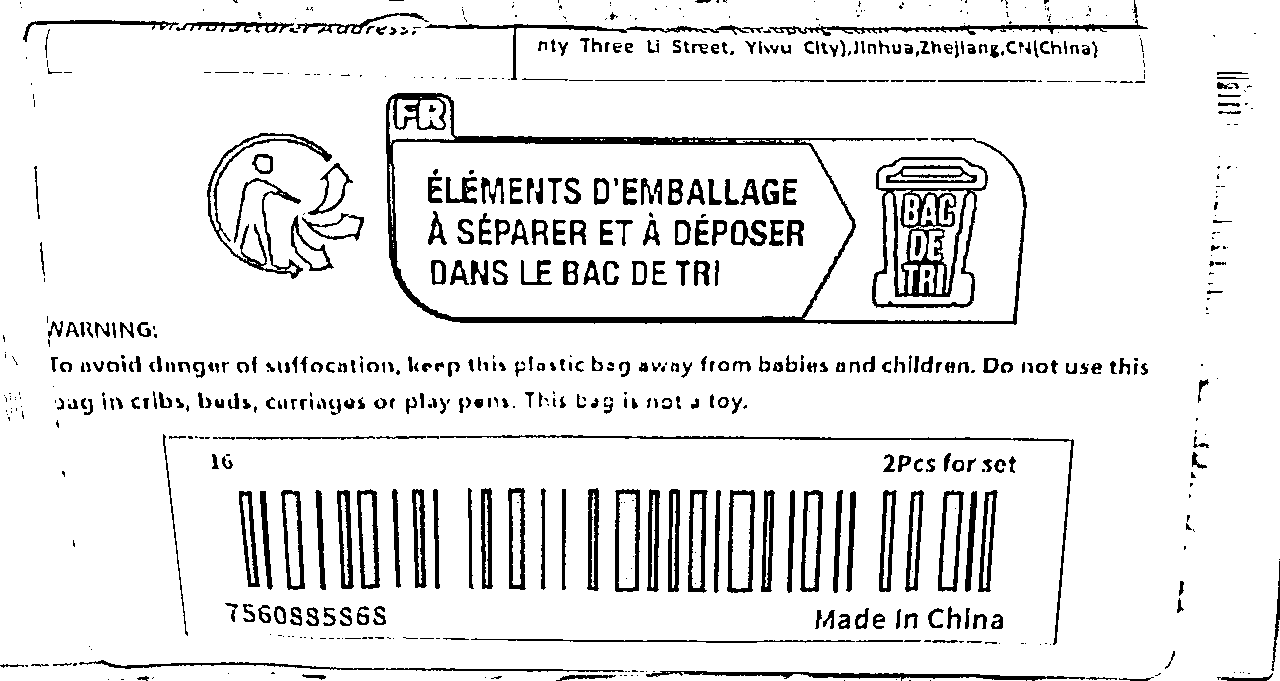 Manufacturer Address:
nty Three Li Street, Yiwu City),Jinhua,Zhejiang,CN(China)
FR
ÉLÉMENTS D'EMBALLAGE
À SÉPARER ET À DÉPOSER
DANS LE BAC DE TRI
BAC
DE
TRI
WARNING:
To avoid danger of suffocation, keep this plastic bag away from babies and children. Do not use this
bag in cribs, beds, carriages or play pens. This bag is not a toy.
16
2Pcs for set
Made In China